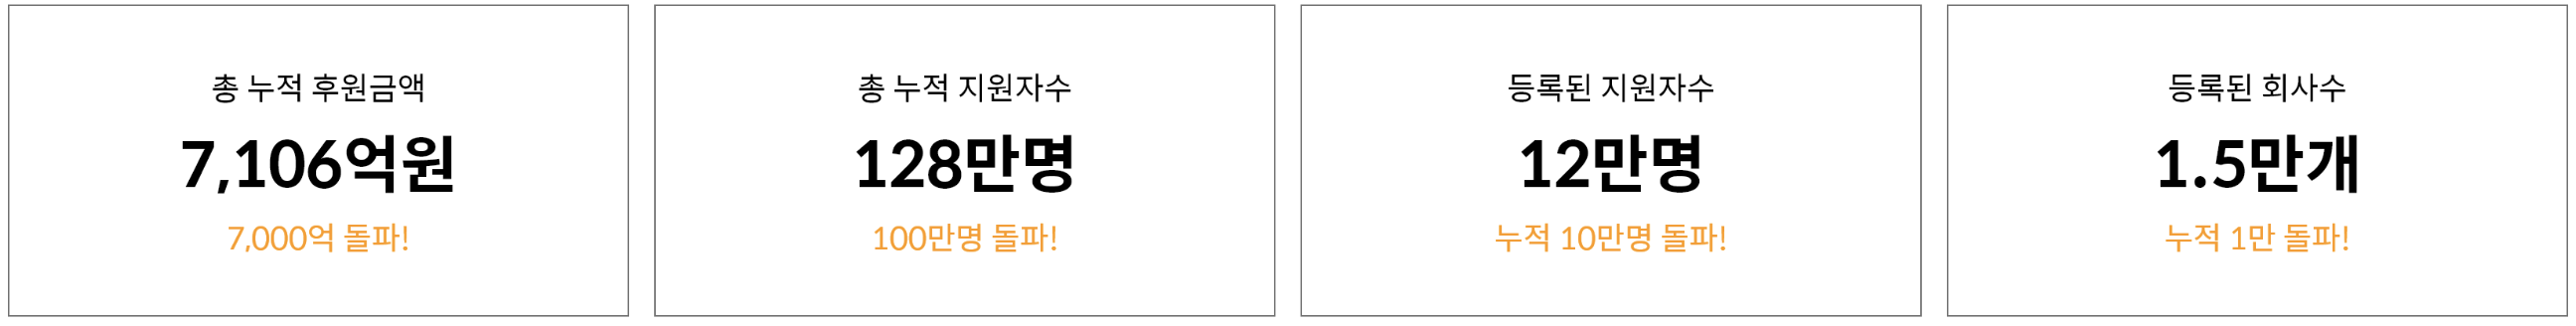 총 누적 후원금액
7,106억원
7,000억 돌파!
총 누적 지원자수
128만명
100만명 돌파!
등록된 지원자수
12만명
누적 10만명 돌파!
등록된 회사수
1.5만개
누적 1만 돌파!